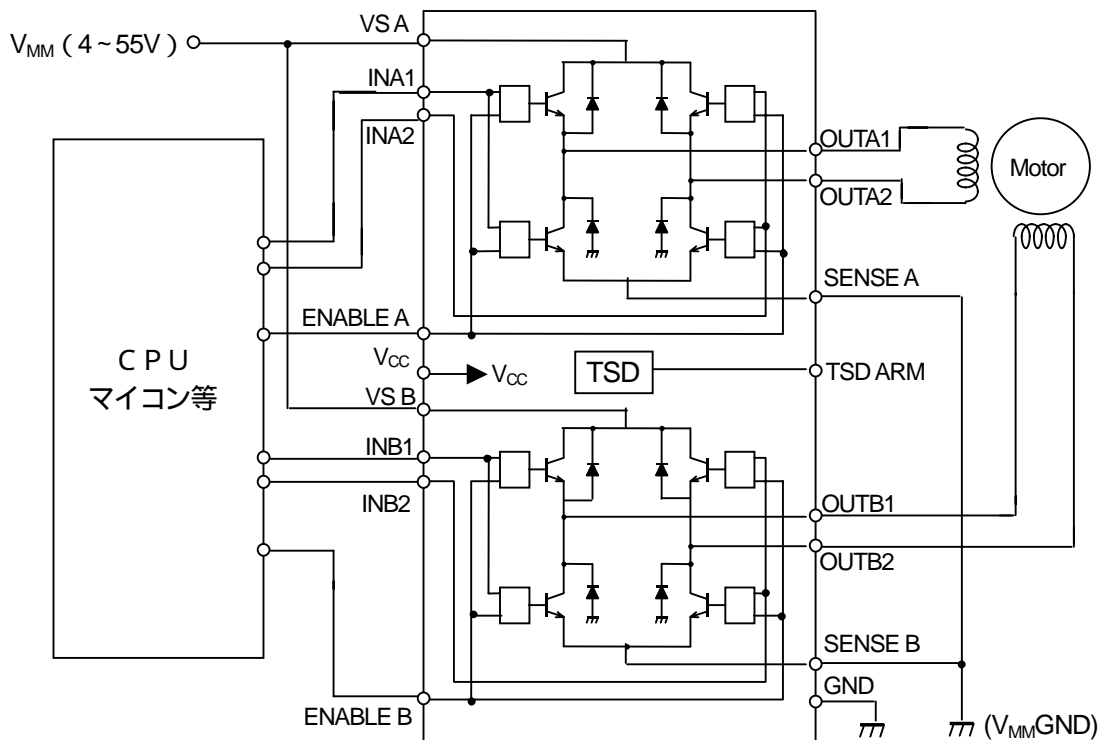 VS A
VMM ( 4 ~ 55V )
INA1
INA2
OUTA1
Motor
OUTA2
SENSE A
ENABLE A
CPU
マイコン等
VCC
VCC
TSD
TSD ARM
VS B
INB1
INB2
OUTB1
OUTB2
SENSE B
GND
ENABLE B
(VMMGND)